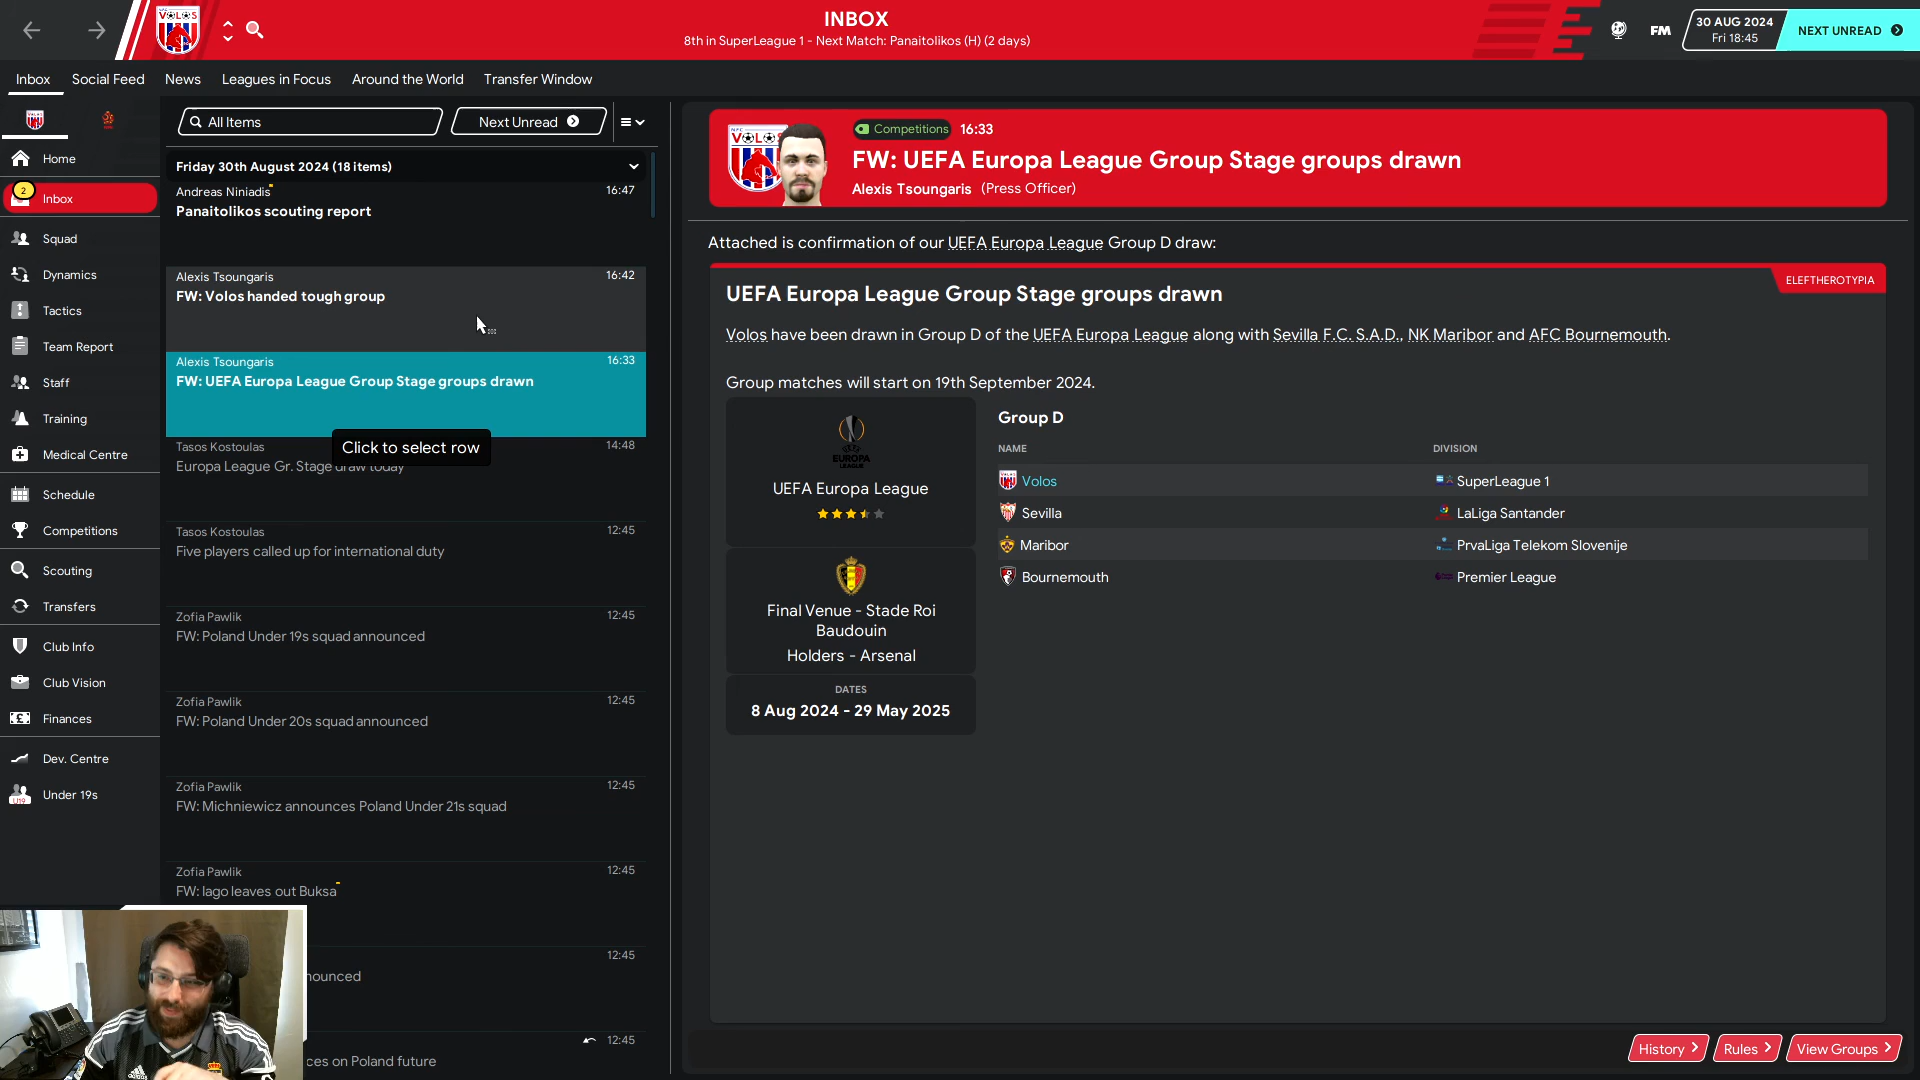 INBOX
8th in SuperLeague 1 - Next Match: Panaitolikos (H) (2 days)
FM
30 AUG 2024
Fri 18:45
NEXT UNREAD
Inbox
Social Feed
News
Leagues in Focus
Around the World
Transfer Window
Home
2
Inbox
Squad
Dynamics
Tactics
Team Report
Staff
Training
Medical Centre
Schedule
Competitions
Scouting
Transfers
Club Info
Club Vision
Finances
Dev. Centre
Under 19s
All Items
Next Unread
Friday 30th August 2024 (18 items)
Andreas Niniadis 16:47
Panaitolikos scouting report
Alexis Tsoungaris 16:42
FW: Volos handed tough group
Alexis Tsoungaris 16:33
FW: UEFA Europa League Group Stage groups drawn
Click to select row
Tasos Kostoulas 14:48
Europa League Gr. Stage draw today
Tasos Kostoulas 12:45
Five players called up for international duty
Zofia Pawlik 12:45
FW: Poland Under 19s squad announced
Zofia Pawlik 12:45
FW: Poland Under 20s squad announced
Zofia Pawlik 12:45
FW: Michniewicz announces Poland Under 21s squad
Zofia Pawlik 12:45
FW: Iago leaves out Buksa
12:45
nounced
12:45
ces on Poland future
Competitions 16:33
FW: UEFA Europa League Group Stage groups drawn
Alexis Tsoungaris (Press Officer)
Attached is confirmation of our UEFA Europa League Group D draw:
ELEFTHEROTYPIA
UEFA Europa League Group Stage groups drawn
Volos have been drawn in Group D of the UEFA Europa League along with Sevilla F.C. S.A.D., NK Maribor and AFC Bournemouth.
Group matches will start on 19th September 2024.
EUROPA
LEAGUE
UEFA Europa League
Final Venue - Stade Roi
Baudouin
Holders - Arsenal
DATES
8 Aug 2024 - 29 May 2025
Group D
NAME DIVISION
Volos SuperLeague 1
Sevilla LaLiga Santander
Maribor PrvaLiga Telekom Slovenije
Bournemouth Premier League
History
Rules
View Groups